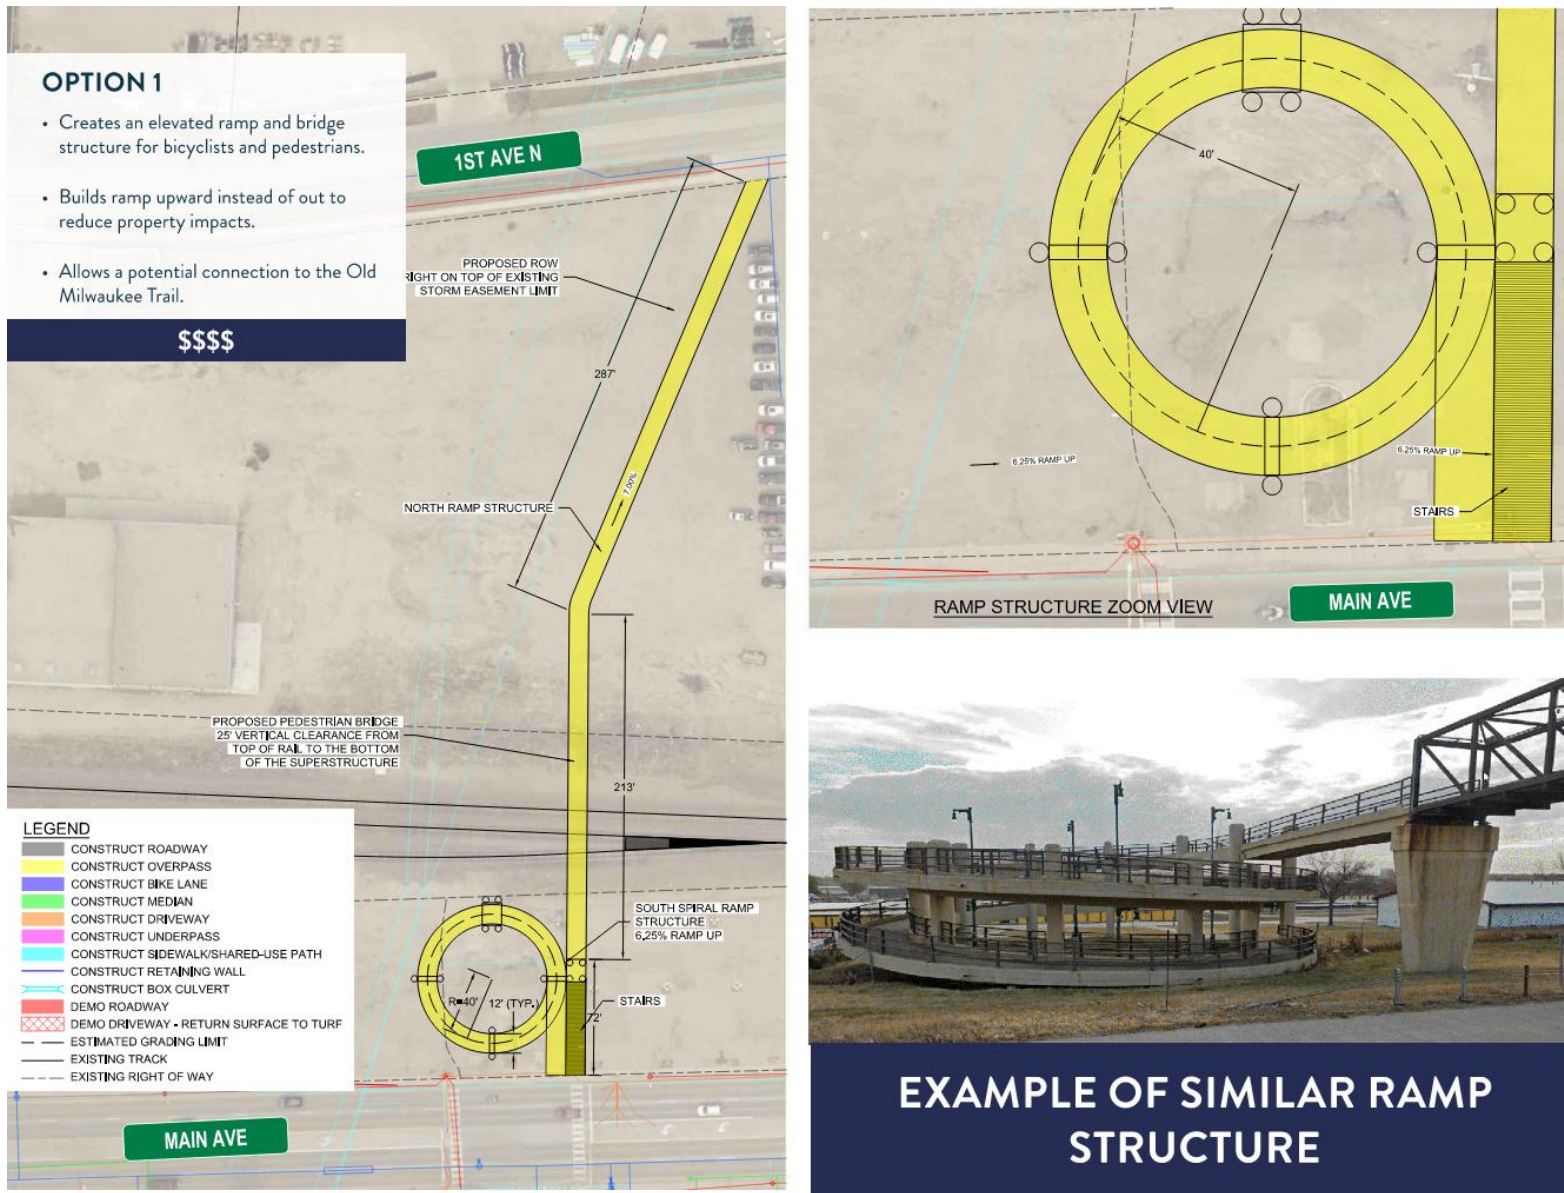 OPTION 1
• Creates an elevated ramp and bridge
structure for bicyclists and pedestrians.
• Builds ramp upward instead of out to
reduce property impacts.
• Allows a potential connection to the Old
Milwaukee Trail.
$$$$
1ST AVE N
PROPOSED ROW
RIGHT ON TOP OF EXISTING
STORM EASEMENT LIMIT
287'
7.00%
NORTH RAMP STRUCTURE
PROPOSED PEDESTRIAN BRIDGE
25' VERTICAL CLEARANCE FROM
TOP OF RAIL TO THE BOTTOM
OF THE SUPERSTRUCTURE
213'
SOUTH SPIRAL RAMP
STRUCTURE
6.25% RAMP UP
R=40'
12' (TYP.)
STAIRS
72'
LEGEND
CONSTRUCT ROADWAY
CONSTRUCT OVERPASS
CONSTRUCT BIKE LANE
CONSTRUCT MEDIAN
CONSTRUCT DRIVEWAY
CONSTRUCT UNDERPASS
CONSTRUCT SIDEWALK/SHARED-USE PATH
CONSTRUCT RETAINING WALL
CONSTRUCT BOX CULVERT
DEMO ROADWAY
DEMO DRIVEWAY - RETURN SURFACE TO TURF
ESTIMATED GRADING LIMIT
EXISTING TRACK
EXISTING RIGHT OF WAY
MAIN AVE
40'
6.25% RAMP UP
6.25% RAMP UP
STAIRS
RAMP STRUCTURE ZOOM VIEW
MAIN AVE
EXAMPLE OF SIMILAR RAMP
STRUCTURE